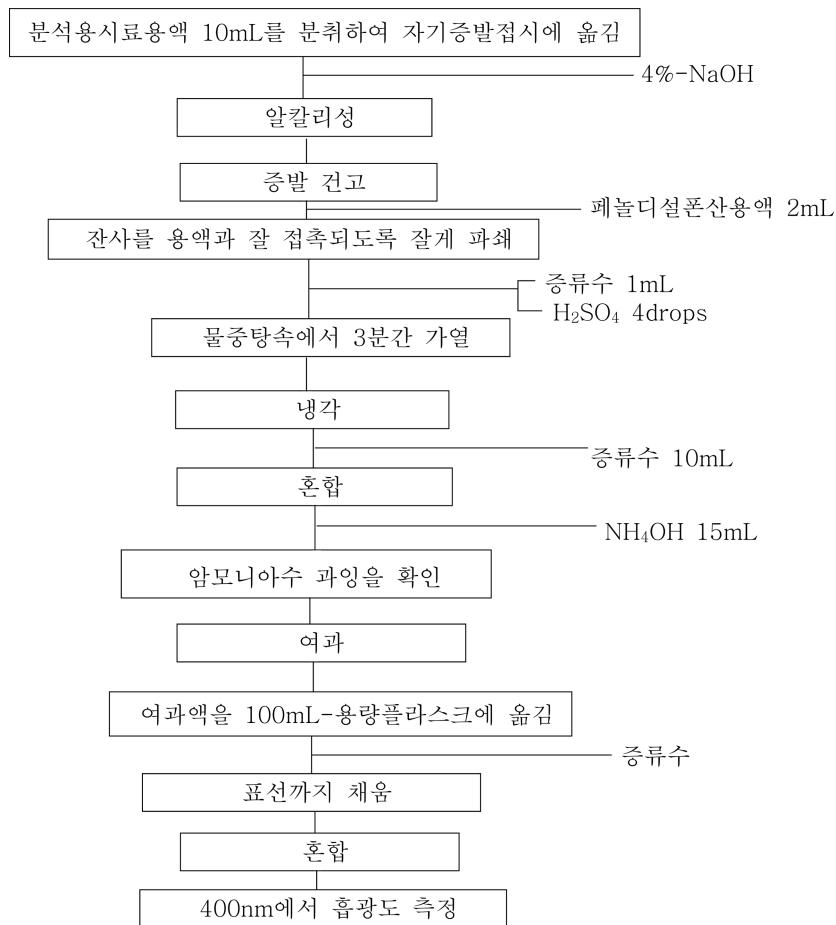 분석용시료용액 10mL를 분취하여 자기증발접시에 옮김
4%-NaOH
알칼리성
증발 건고
페놀디설폰산용액 2mL
잔사를 용액과 잘 접촉되도록 잘게 파쇄
증류수 1mL
H₂SO₄ 4drops
물중탕속에서 3분간 가열
냉각
증류수 10mL
혼합
NH₄OH 15mL
암모니아수 과잉을 확인
여과
여과액을 100mL-용량플라스크에 옮김
증류수
표선까지 채움
혼합
400nm에서 흡광도 측정